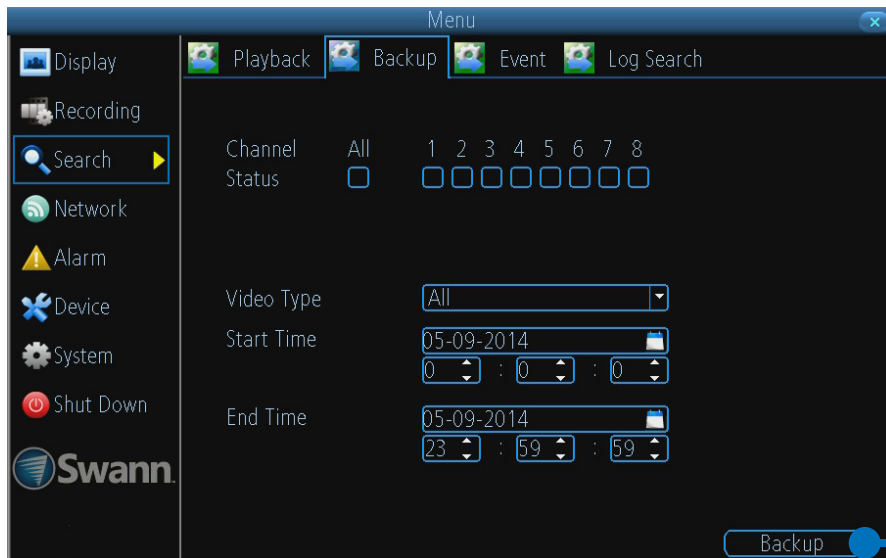 Menu
Display
Recording
Search
Network
Alarm
Device
System
Shut Down
Swann
Playback Backup Event Log Search
Channel All 1 2 3 4 5 6 7 8
Status
Video Type All
Start Time 05-09-2014
0 : 0 : 0
End Time 05-09-2014
23 : 59 : 59
Backup